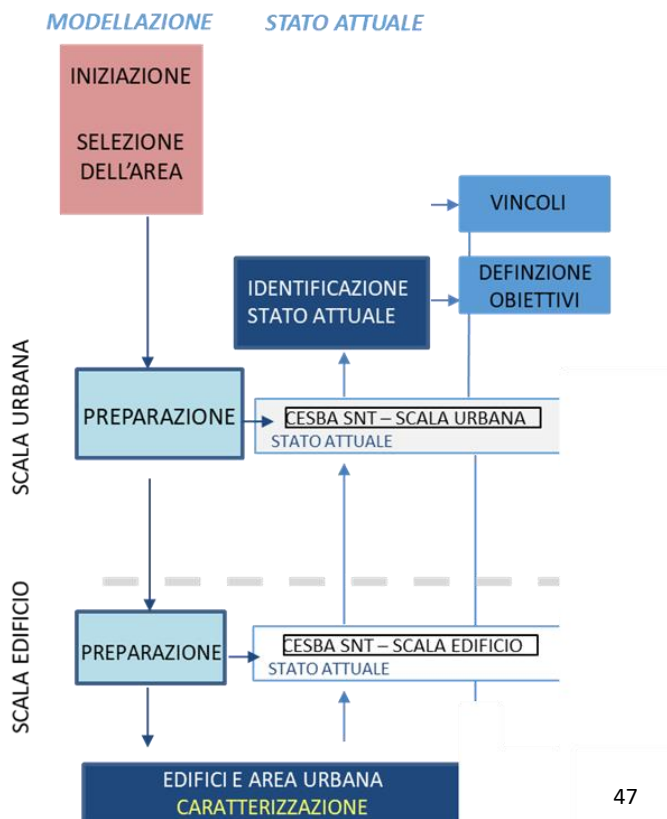 MODELLAZIONE
STATO ATTUALE
INIZIAZIONE
SELEZIONE
DELL'AREA
VINCOLI
IDENTIFICAZIONE
STATO ATTUALE
DEFINZIONE
OBIETTIVI
SCALA URBANA
PREPARAZIONE
CESBA SNT – SCALA URBANA
STATO ATTUALE
SCALA EDIFICIO
PREPARAZIONE
CESBA SNT – SCALA EDIFICIO
STATO ATTUALE
EDIFICI E AREA URBANA
CARATTERIZZAZIONE
47